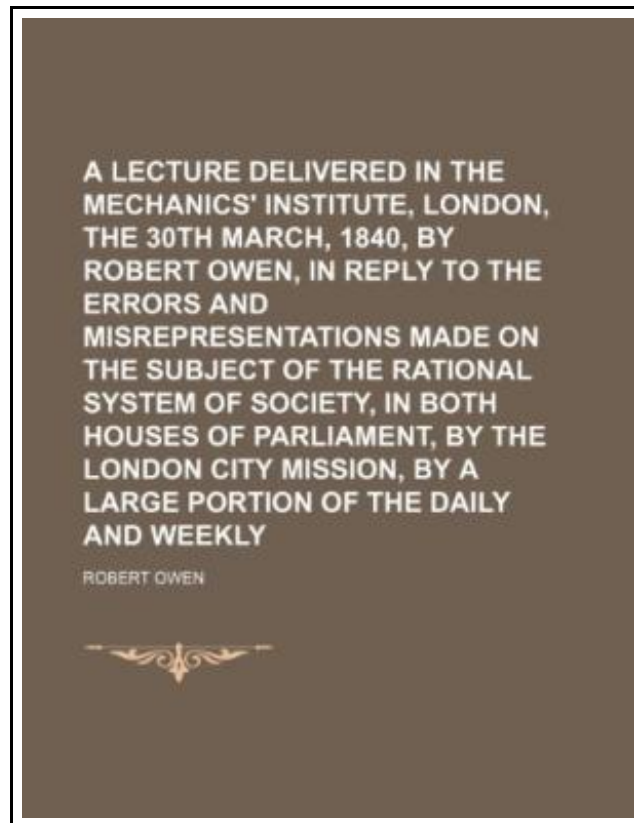 A LECTURE DELIVERED IN THE
MECHANICS' INSTITUTE, LONDON,
THE 30TH MARCH, 1840, BY
ROBERT OWEN, IN REPLY TO THE
ERRORS AND
MISREPRESENTATIONS MADE ON
THE SUBJECT OF THE RATIONAL
SYSTEM OF SOCIETY, IN BOTH
HOUSES OF PARLIAMENT, BY THE
LONDON CITY MISSION, BY A
LARGE PORTION OF THE DAILY
AND WEEKLY
ROBERT OWEN